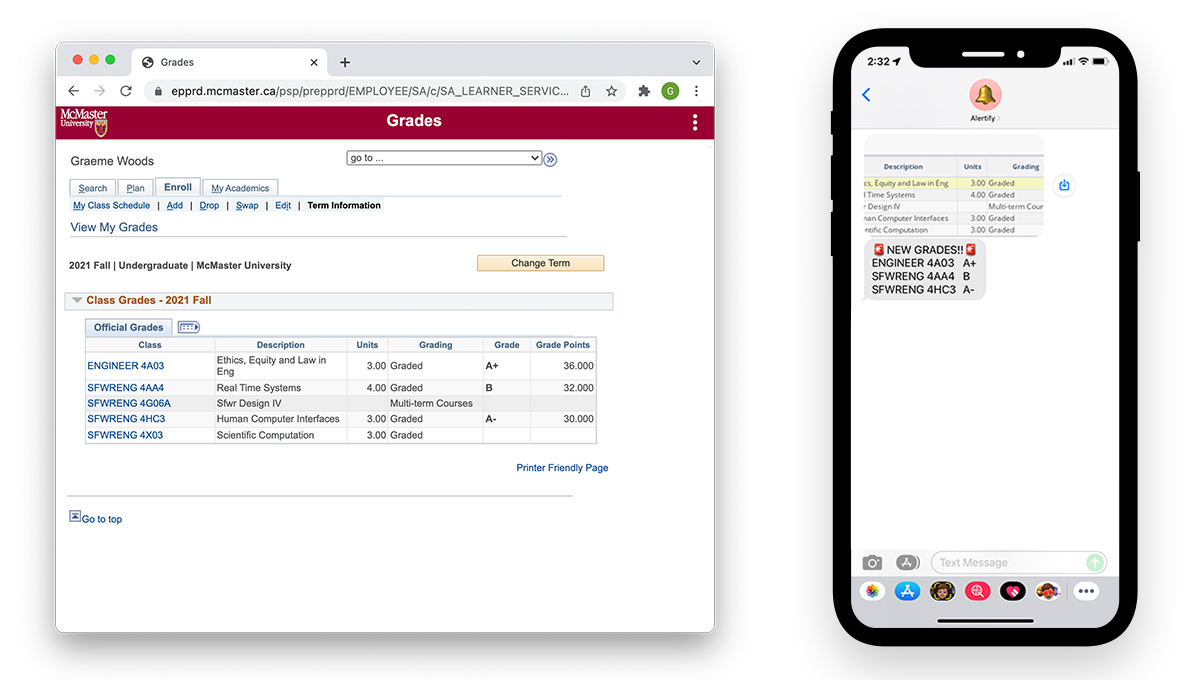 Grades
epprd.mcmaster.ca/psp/prepprd/EMPLOYEE/SA/c/SA_LEARNER_SERVIC...
G
McMaster
University
Grades
Graeme Woods
go to ...
Search Plan Enroll My Academics
My Class Schedule | Add | Drop | Swap | Edit | Term Information
View My Grades
2021 Fall | Undergraduate | McMaster University
Change Term
Class Grades - 2021 Fall
Official Grades
Class Description Units Grading Grade Grade Points
ENGINEER 4A03 Ethics, Equity and Law in Eng 3.00 Graded A+ 36.000
SFWRENG 4AA4 Real Time Systems 4.00 Graded B 32.000
SFWRENG 4G06A Sfwr Design IV Multi-term Courses
SFWRENG 4HC3 Human Computer Interfaces 3.00 Graded A- 30.000
SFWRENG 4X03 Scientific Computation 3.00 Graded
Printer Friendly Page
Go to top
2:32
Alertify
Description Units Grading
cs, Equity and Law in Eng 3.00 Graded
l Time Systems 4.00 Graded
r Design IV Multi-term Cour
man Computer Interfaces 3.00 Graded
ntific Computation 3.00 Graded
🚨NEW GRADES!!🚨
ENGINEER 4A03 A+
SFWRENG 4AA4 B
SFWRENG 4HC3 A-
Text Message